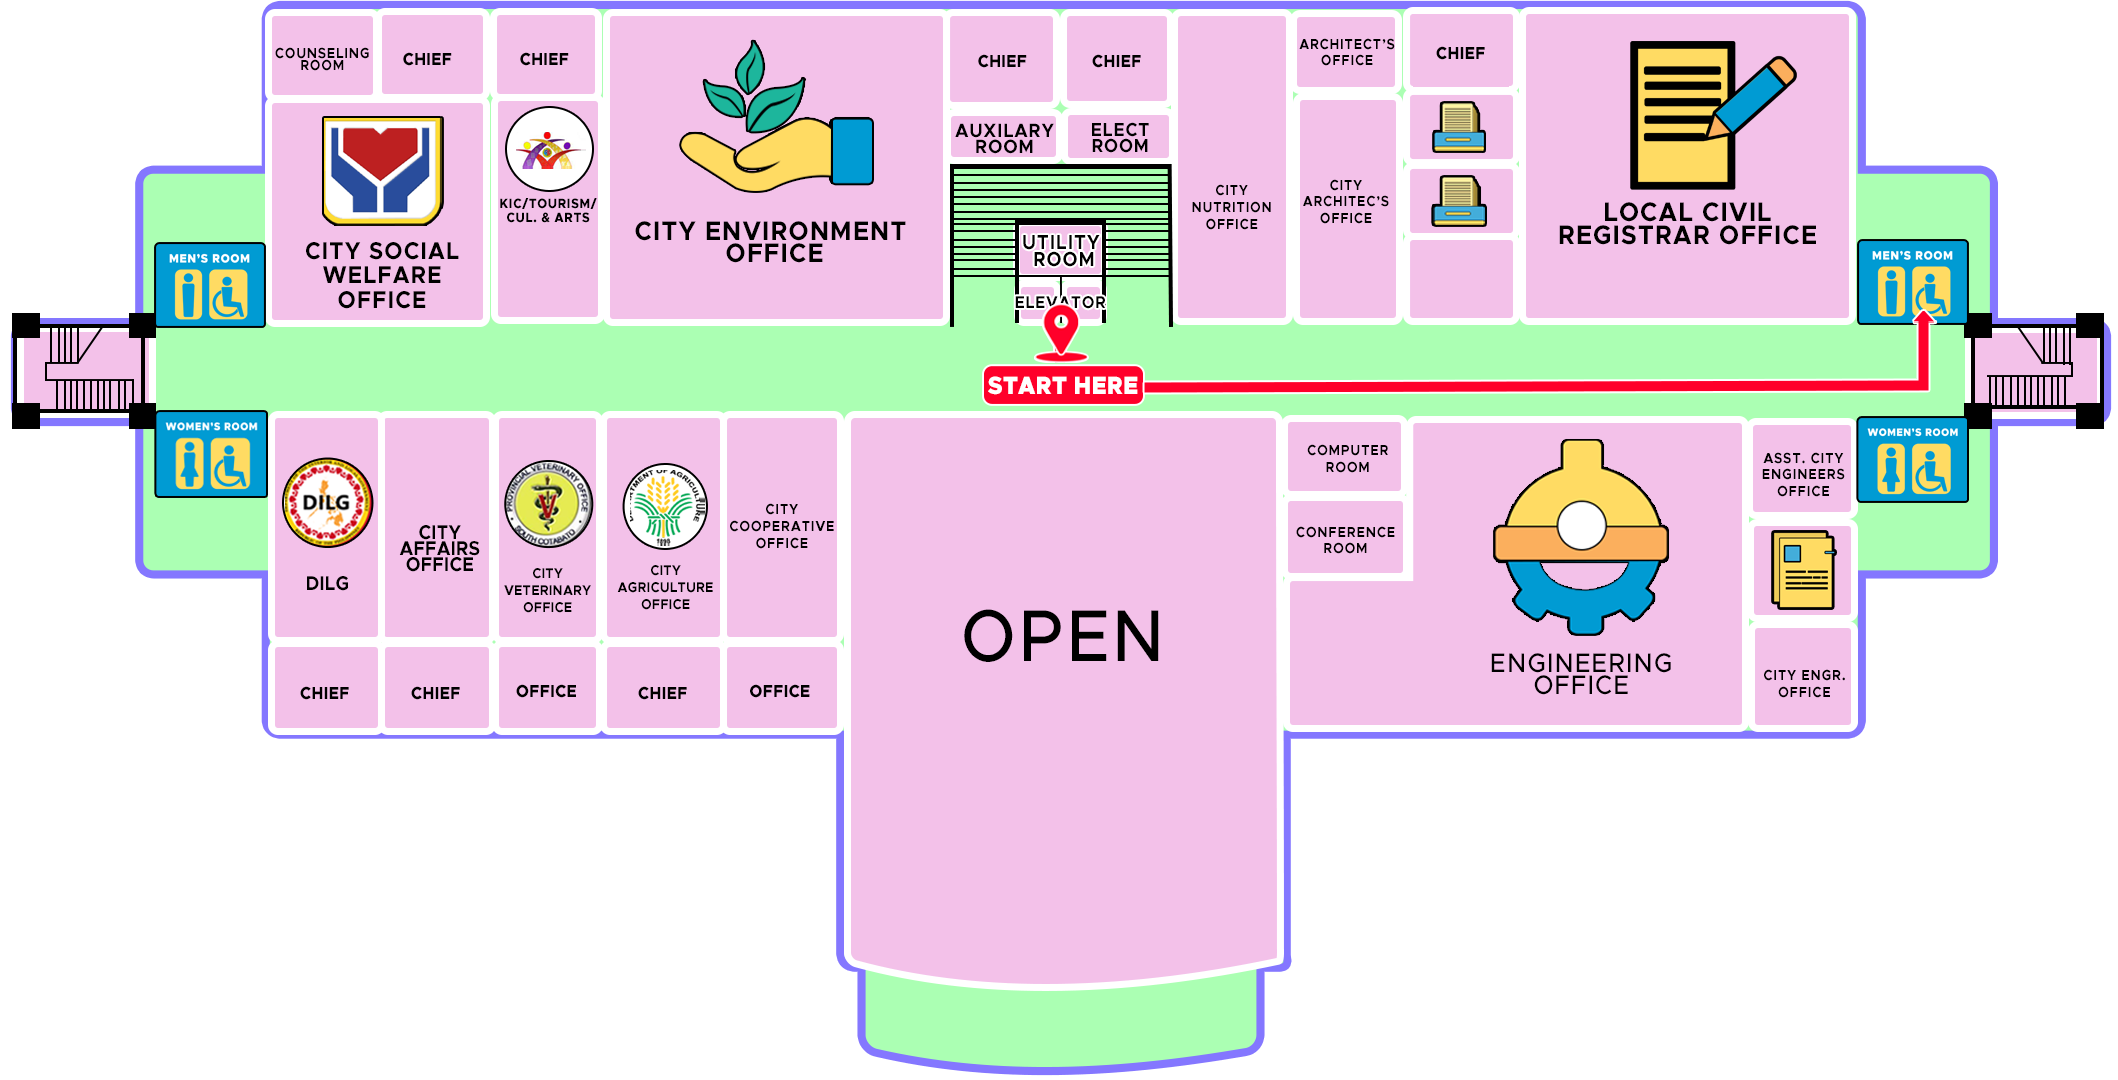 COUNSELING
ROOM
CHIEF
CHIEF
CHIEF
CHIEF
ARCHITECT'S
OFFICE
CHIEF
AUXILARY
ROOM
ELECT
ROOM
KIC/TOURISM/
CUL. & ARTS
CITY ENVIRONMENT
OFFICE
CITY
NUTRITION
OFFICE
CITY
ARCHITEC'S
OFFICE
LOCAL CIVIL
REGISTRAR OFFICE
CITY SOCIAL
WELFARE
OFFICE
UTILITY
ROOM
ELEVATOR
MEN'S ROOM
MEN'S ROOM
START HERE
WOMEN'S ROOM
WOMEN'S ROOM
DILG
DILG
CITY
AFFAIRS
OFFICE
PROVINCIAL VETERINARY OFFICE
SOUTH COTABATO
CITY
VETERINARY
OFFICE
CITY
AGRICULTURE
OFFICE
CITY
COOPERATIVE
OFFICE
OPEN
COMPUTER
ROOM
CONFERENCE
ROOM
ENGINEERING
OFFICE
ASST. CITY
ENGINEERS
OFFICE
CITY ENGR.
OFFICE
CHIEF
CHIEF
OFFICE
CHIEF
OFFICE